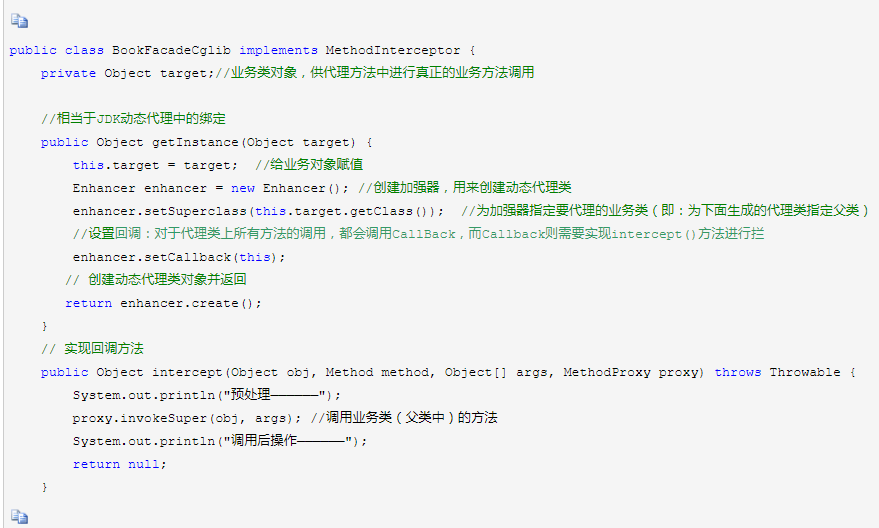 public class BookFacadeCglib implements MethodInterceptor {
    private Object target;//业务类对象，供代理方法中进行真正的业务方法调用

    //相当于JDK动态代理中的绑定
    public Object getInstance(Object target) {
        this.target = target;  //给业务对象赋值
        Enhancer enhancer = new Enhancer(); //创建加强器，用来创建动态代理类
        enhancer.setSuperclass(this.target.getClass());  //为加强器指定要代理的业务类（即：为下面生成的代理类指定父类）
        //设置回调：对于代理类上所有方法的调用，都会调用CallBack，而Callback则需要实现intercept()方法进行拦
        enhancer.setCallback(this);
       // 创建动态代理类对象并返回
       return enhancer.create();
    }
    // 实现回调方法
    public Object intercept(Object obj, Method method, Object[] args, MethodProxy proxy) throws Throwable {
        System.out.println("预处理——————");
        proxy.invokeSuper(obj, args); //调用业务类（父类中）的方法
        System.out.println("调用后操作——————");
        return null;
    }